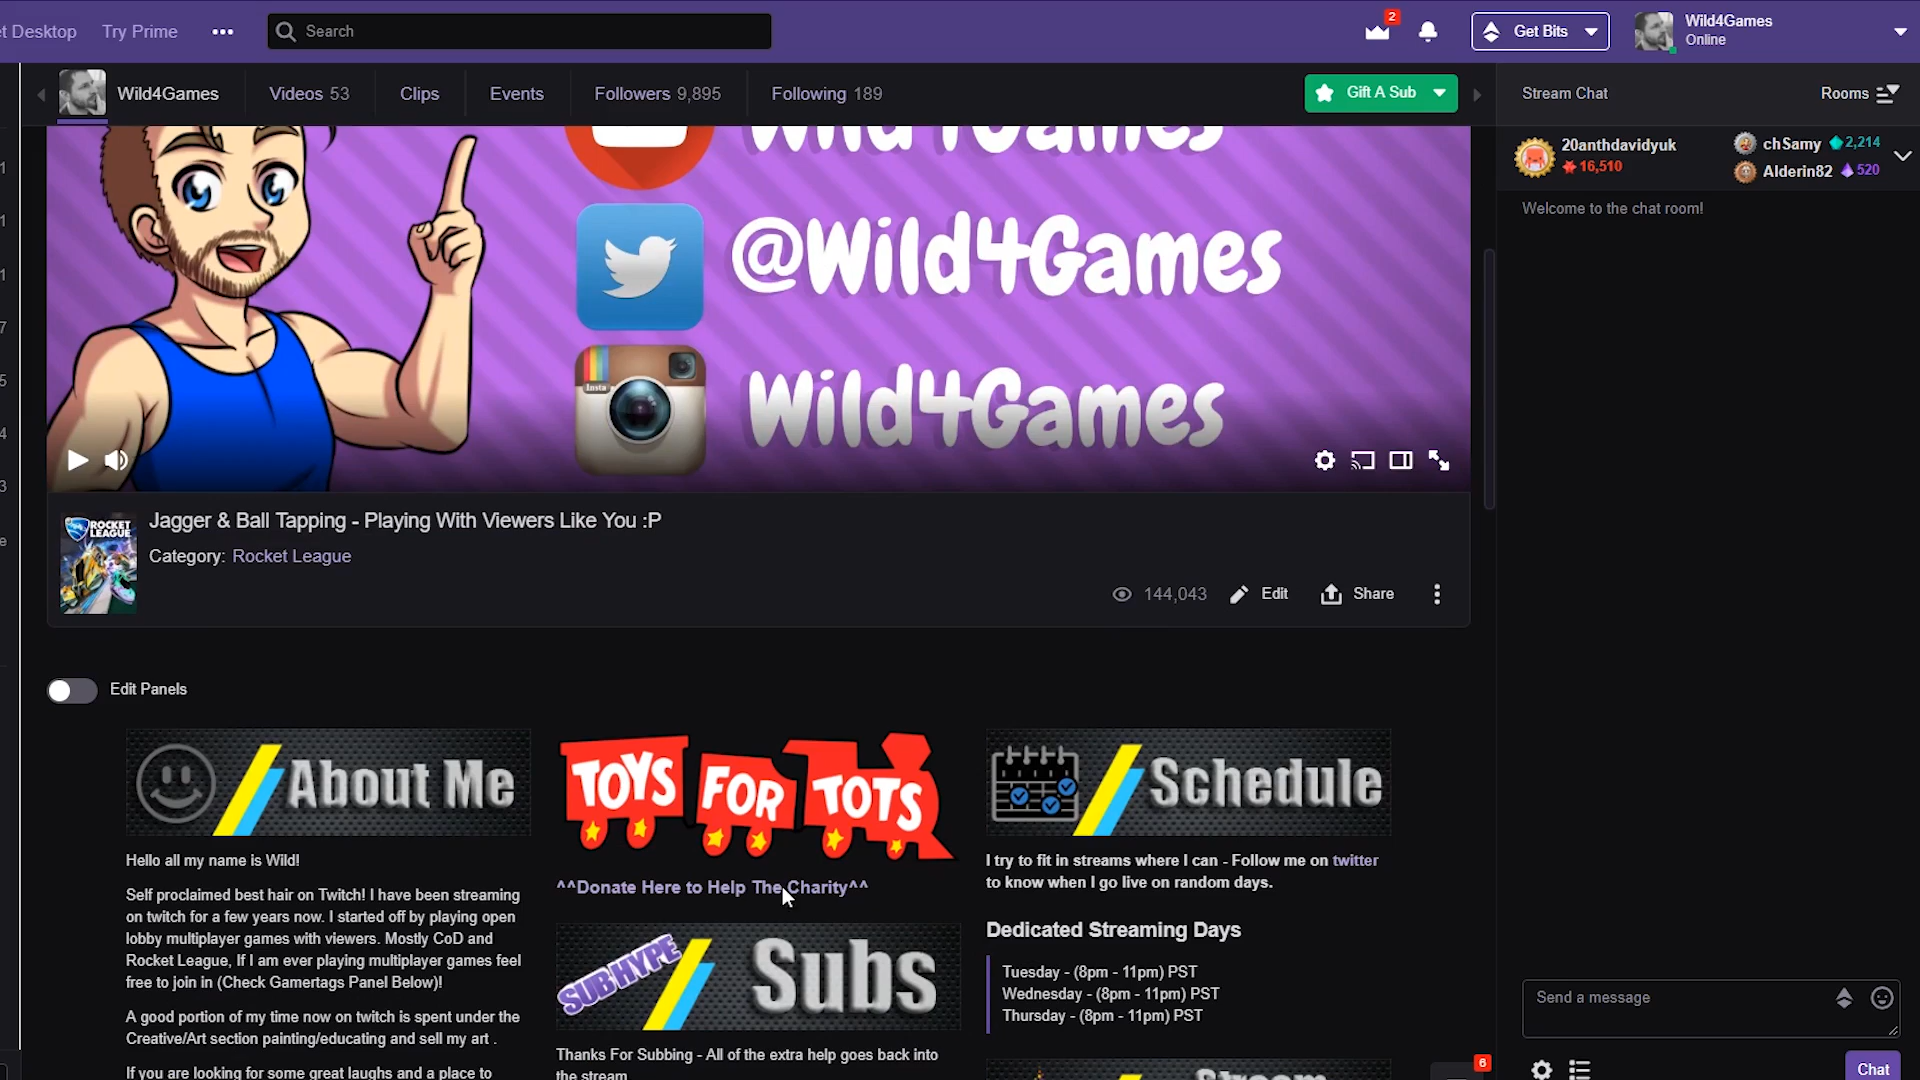 t Desktop
Try Prime
Search
2
Get Bits
Wild4Games
Online
Wild4Games
Videos 53
Clips
Events
Followers 9,895
Following 189
Gift A Sub
Stream Chat
Rooms
20anthdavidyuk
16,510
chSamy 2,214
Alderin82 520
Welcome to the chat room!
Wild4Games
@Wild4Games
Insta
Wild4Games
ROCKET
LEAGUE
Jagger & Ball Tapping - Playing With Viewers Like You :P
Category: Rocket League
144,043
Edit
Share
Edit Panels
About Me
Hello all my name is Wild!
Self proclaimed best hair on Twitch! I have been streaming
on twitch for a few years now. I started off by playing open
lobby multiplayer games with viewers. Mostly CoD and
Rocket League, If I am ever playing multiplayer games feel
free to join in (Check Gamertags Panel Below)!
A good portion of my time now on twitch is spent under the
Creative/Art section painting/educating and sell my art .
If you are looking for some great laughs and a place to
TOYS FOR TOTS
^^Donate Here to Help The Charity^^
SUB HYPE
Subs
Thanks For Subbing - All of the extra help goes back into
the stream
Schedule
I try to fit in streams where I can - Follow me on twitter
to know when I go live on random days.
Dedicated Streaming Days
Tuesday - (8pm - 11pm) PST
Wednesday - (8pm - 11pm) PST
Thursday - (8pm - 11pm) PST
Stream
6
Send a message
Chat